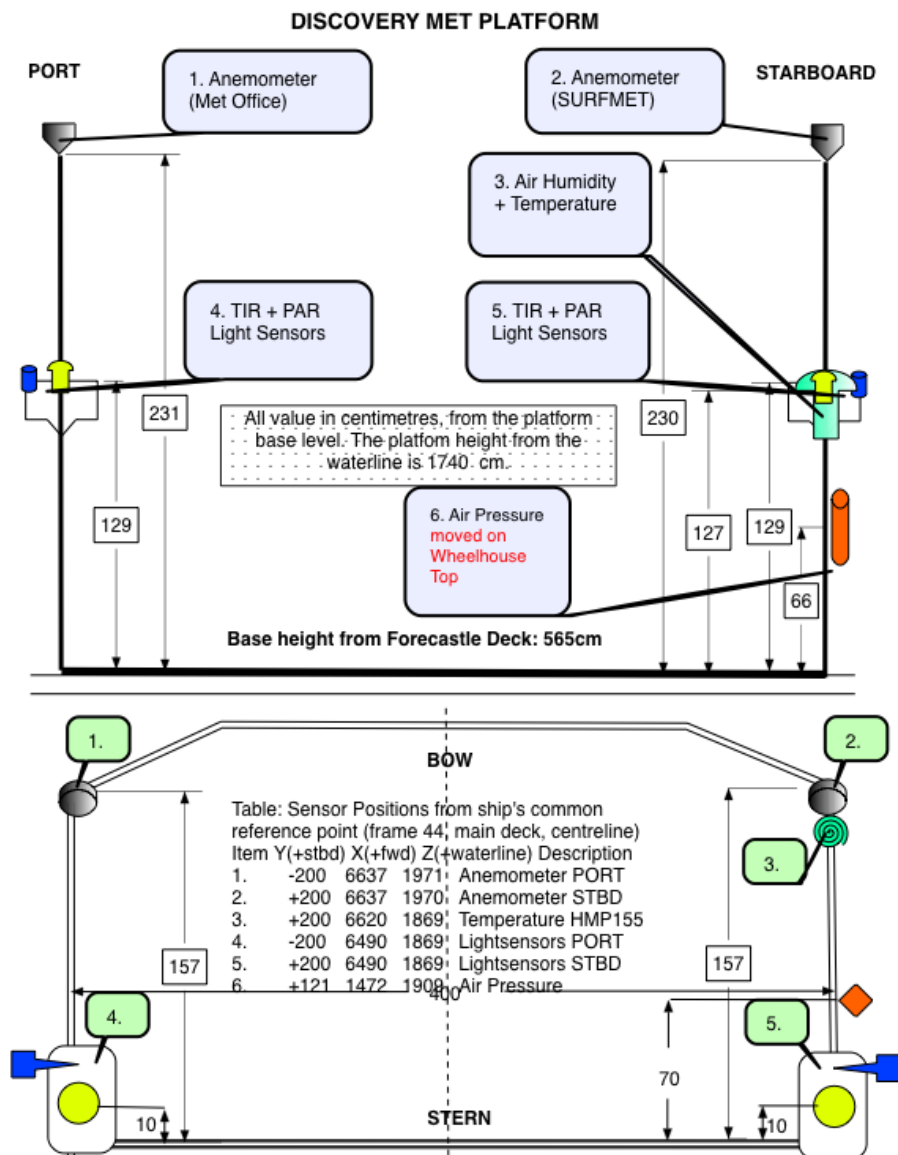 DISCOVERY MET PLATFORM
PORT
STARBOARD
1. Anemometer
(Met Office)
2. Anemometer
(SURFMET)
3. Air Humidity
+ Temperature
4. TIR + PAR
Light Sensors
5. TIR + PAR
Light Sensors
231
230
All value in centimetres, from the platform
base level. The platfom height from the
waterline is 1740 cm.
129
127
129
6. Air Pressure
moved on
Wheelhouse
Top
66
Base height from Forecastle Deck: 565cm
1.
2.
BOW
Table: Sensor Positions from ship's common
reference point (frame 44, main deck, centreline)
Item Y(+stbd) X(+fwd) Z(+waterline) Description
1. -200 6637 1971 Anemometer PORT
2. +200 6637 1970 Anemometer STBD
3. +200 6620 1869 Temperature HMP155
4. -200 6490 1869 Lightsensors PORT
5. +200 6490 1869 Lightsensors STBD
6. +121 1472 1909 Air Pressure
3.
157
157
400
4.
5.
70
10
STERN
10